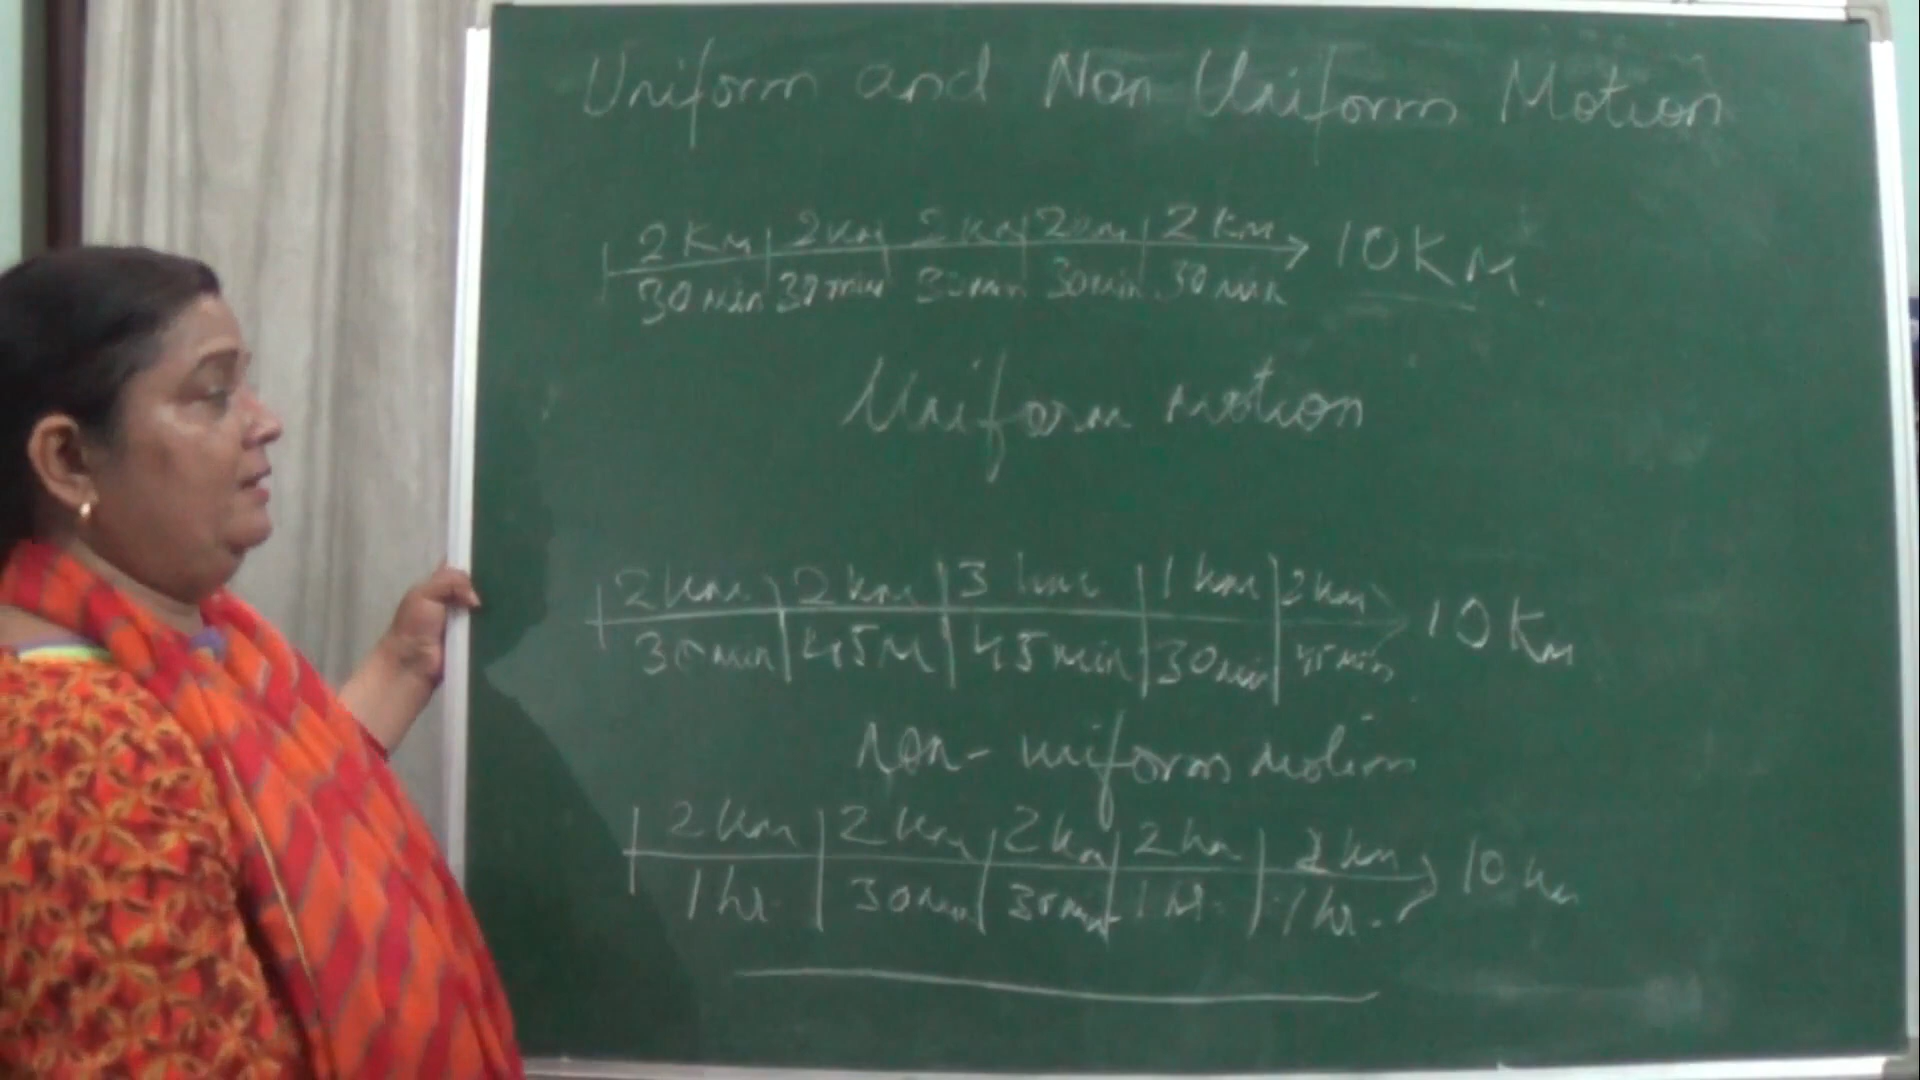 Uniform and Non Uniform Motion
2 Km 2 km 2 km 2 km 2 Km 10 Km
30 min 30 min 30 min 30 min 30 min
Uniform motion
2 km 2 km 3 km 1 km 2 km 10 Km
30 min 45 M 45 min 30 min 45 min
Non-uniform motion
2 km 2 km 2 km 2 km 2 km 10 km
1 hr. 30 min 30 min 1 hr. 1 hr.